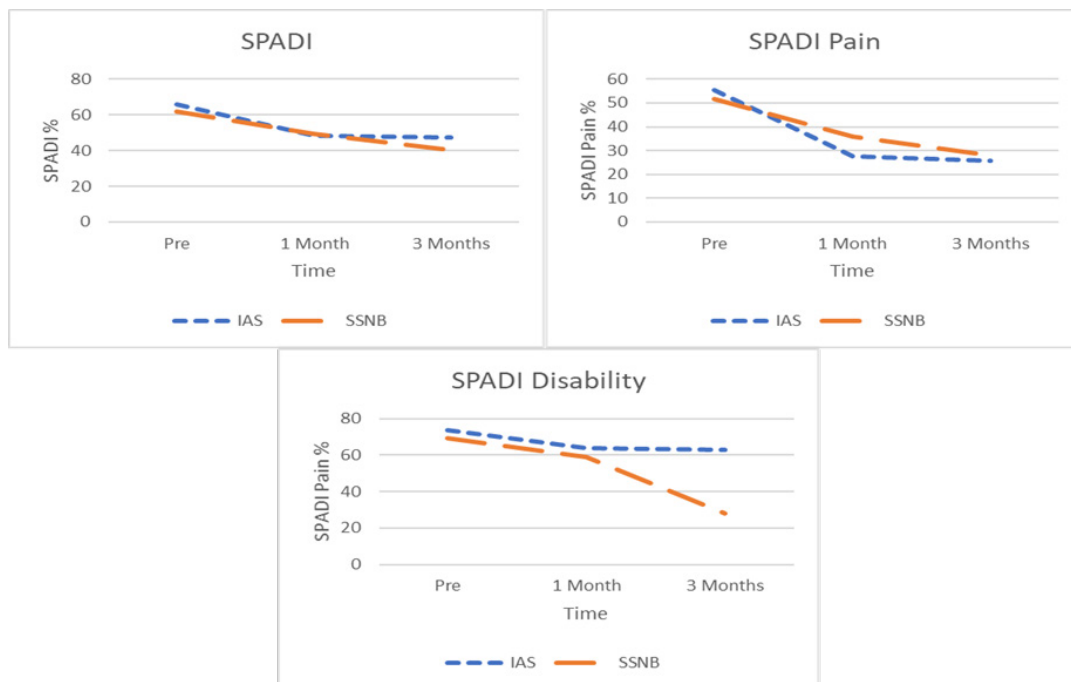 SPADI
80
60
40
20
0
SPADI %
Pre 1 Month 3 Months
Time
IAS SSNB
SPADI Pain
60
50
40
30
20
10
0
SPADI Pain %
Pre 1 Month 3 Months
Time
IAS SSNB
SPADI Disability
80
60
40
20
0
SPADI Pain %
Pre 1 Month 3 Months
Time
IAS SSNB